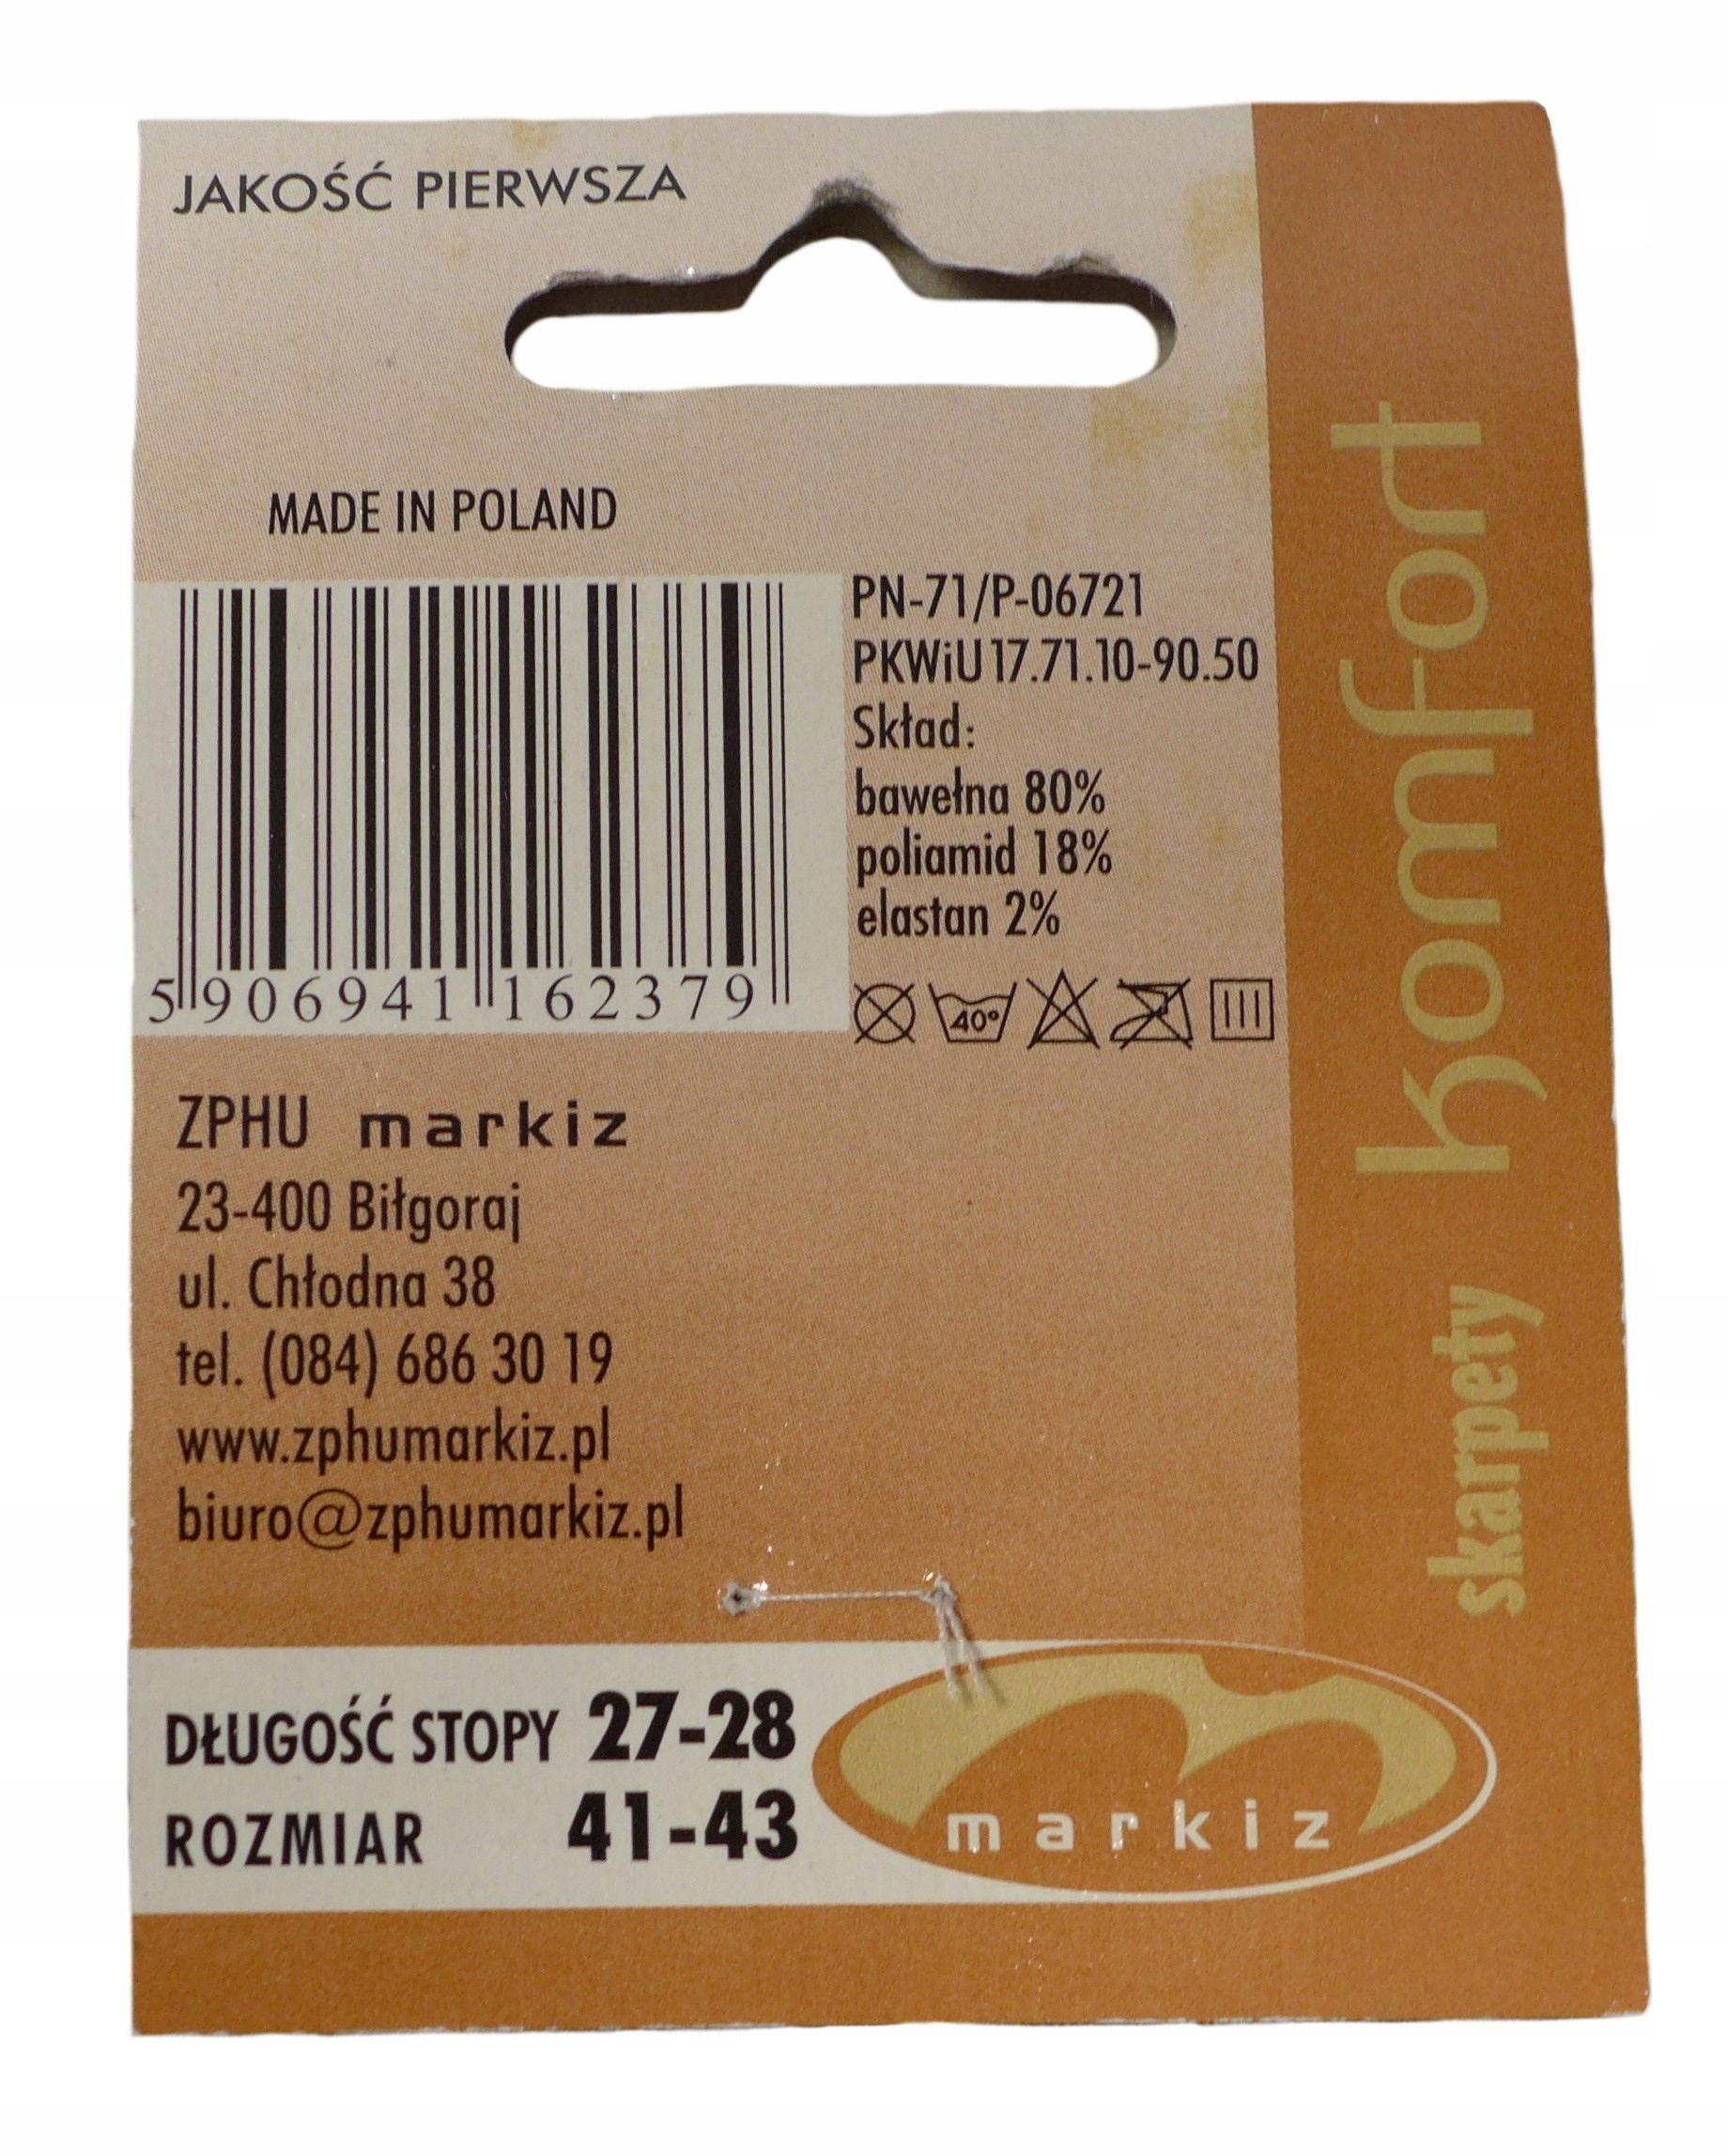 JAKOŚĆ PIERWSZA
MADE IN POLAND
5 906941 162379
PN-71/P-06721
PKWiU 17.71.10-90.50
Skład:
bawełna 80%
poliamid 18%
elastan 2%
40°
ZPHU markiz
23-400 Biłgoraj
ul. Chłodna 38
tel. (084) 686 30 19
www.zphumarkiz.pl
biuro@zphumarkiz.pl
DŁUGOŚĆ STOPY 27-28
ROZMIAR 41-43
markiz
skarpety komfort